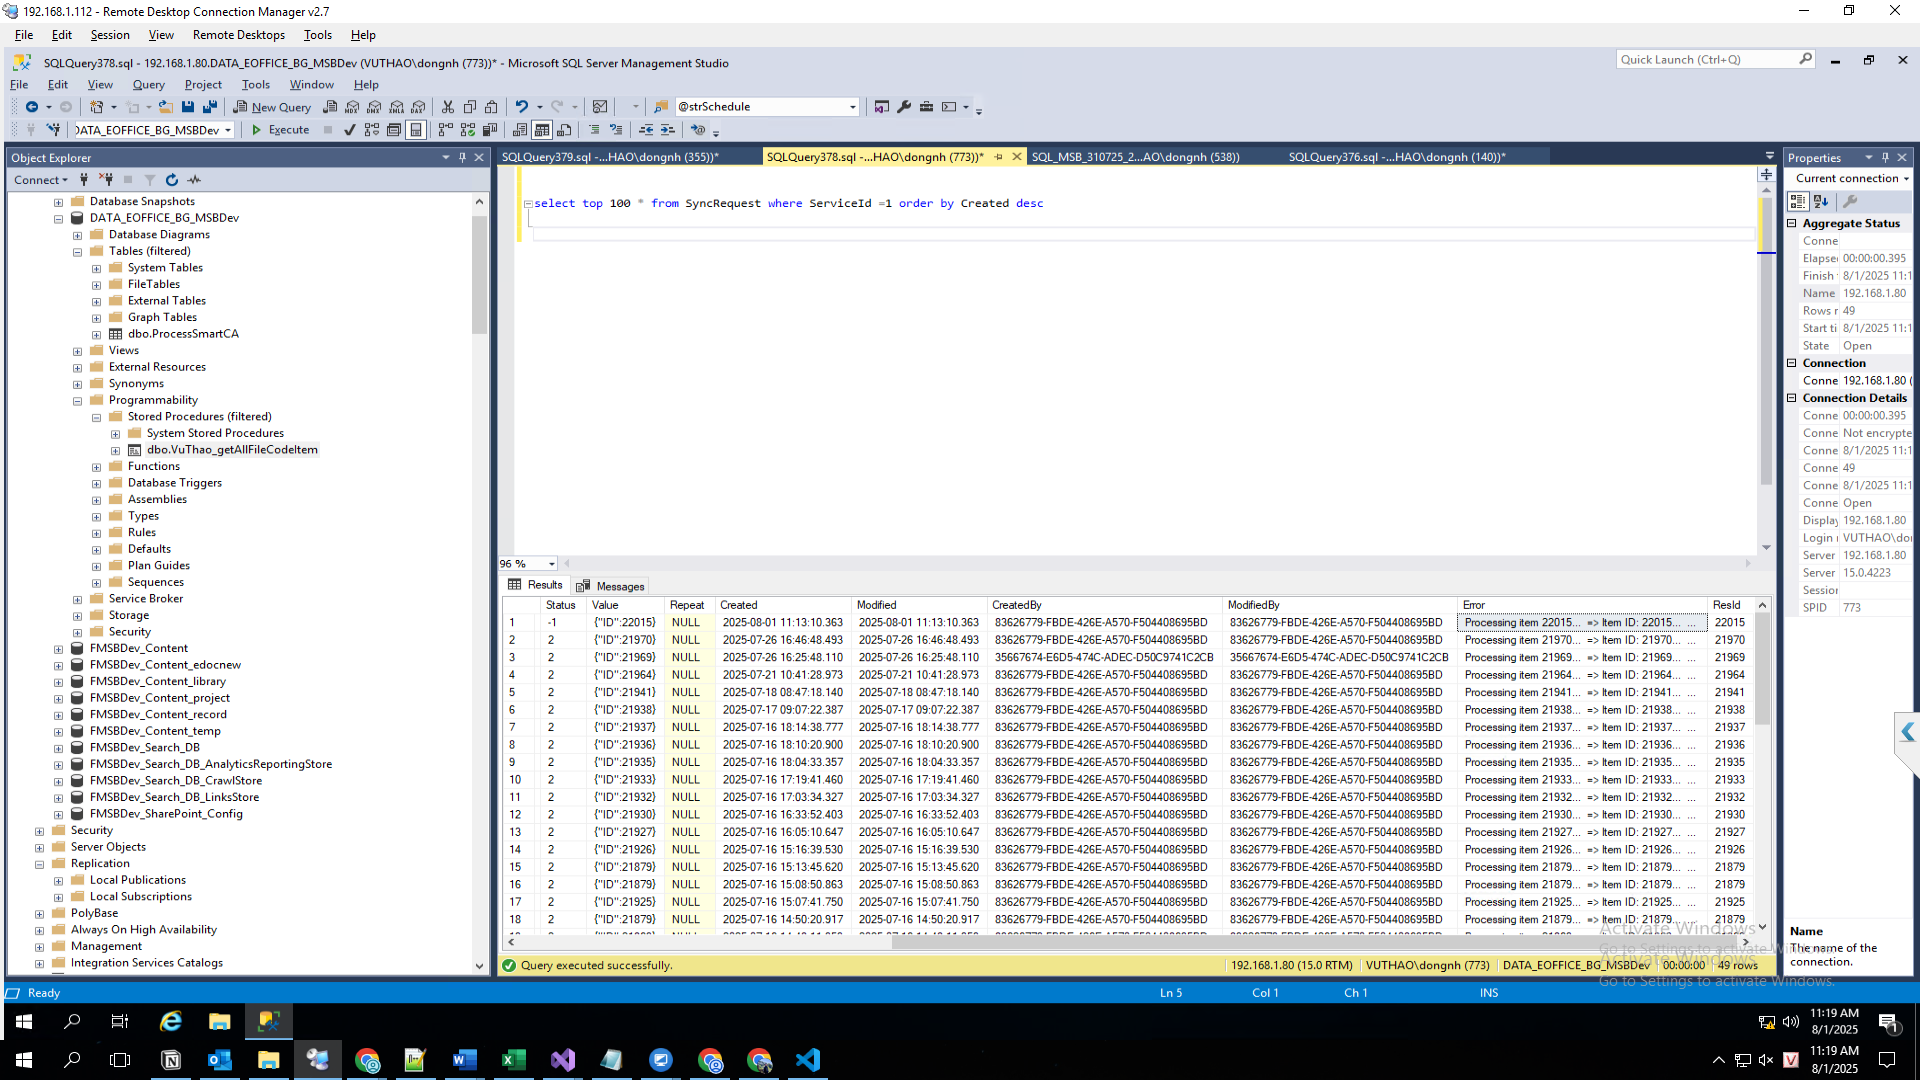 192.168.1.112 - Remote Desktop Connection Manager v2.7
File Edit Session View Remote Desktops Tools Help
SQLQuery378.sql - 192.168.1.80.DATA_EOFFICE_BG_MSBDev (VUTHAO\dongnh (773))* - Microsoft SQL Server Management Studio
Quick Launch (Ctrl+Q)
File Edit View Query Project Tools Window Help
New Query
@strSchedule
DATA_EOFFICE_BG_MSBDev
Execute
Object Explorer
Connect
Database Snapshots
DATA_EOFFICE_BG_MSBDev
Database Diagrams
Tables (filtered)
System Tables
FileTables
External Tables
Graph Tables
dbo.ProcessSmartCA
Views
External Resources
Synonyms
Programmability
Stored Procedures (filtered)
System Stored Procedures
dbo.VuThao_getAllFileCodeItem
Functions
Database Triggers
Assemblies
Types
Rules
Defaults
Plan Guides
Sequences
Service Broker
Storage
Security
FMSBDev_Content
FMSBDev_Content_edocnew
FMSBDev_Content_library
FMSBDev_Content_project
FMSBDev_Content_record
FMSBDev_Content_temp
FMSBDev_Search_DB
FMSBDev_Search_DB_AnalyticsReportingStore
FMSBDev_Search_DB_CrawlStore
FMSBDev_Search_DB_LinksStore
FMSBDev_SharePoint_Config
Security
Server Objects
Replication
Local Publications
Local Subscriptions
PolyBase
Always On High Availability
Management
Integration Services Catalogs
SQLQuery379.sql -...HAO\dongnh (355))* SQLQuery378.sql -...HAO\dongnh (773))* SQL_MSB_310725_2...AO\dongnh (538)) SQLQuery376.sql -...HAO\dongnh (140))*
select top 100 * from SyncRequest where ServiceId =1 order by Created desc
96 %
Results Messages
Status Value Repeat Created Modified CreatedBy ModifiedBy Error ResId
1 -1 {"ID":22015} NULL 2025-08-01 11:13:10.363 2025-08-01 11:13:10.363 83626779-FBDE-426E-A570-F504408695BD 83626779-FBDE-426E-A570-F504408695BD Processing item 22015... => Item ID: 22015... ... 22015
2 2 {"ID":21970} NULL 2025-07-26 16:46:48.493 2025-07-26 16:46:48.493 83626779-FBDE-426E-A570-F504408695BD 83626779-FBDE-426E-A570-F504408695BD Processing item 21970... => Item ID: 21970... ... 21970
3 2 {"ID":21969} NULL 2025-07-26 16:25:48.110 2025-07-26 16:25:48.110 35667674-E6D5-474C-ADEC-D50C9741C2CB 35667674-E6D5-474C-ADEC-D50C9741C2CB Processing item 21969... => Item ID: 21969... ... 21969
4 2 {"ID":21964} NULL 2025-07-21 10:41:28.973 2025-07-21 10:41:28.973 83626779-FBDE-426E-A570-F504408695BD 83626779-FBDE-426E-A570-F504408695BD Processing item 21964... => Item ID: 21964... ... 21964
5 2 {"ID":21941} NULL 2025-07-18 08:47:18.140 2025-07-18 08:47:18.140 83626779-FBDE-426E-A570-F504408695BD 83626779-FBDE-426E-A570-F504408695BD Processing item 21941... => Item ID: 21941... ... 21941
6 2 {"ID":21938} NULL 2025-07-17 09:07:22.387 2025-07-17 09:07:22.387 83626779-FBDE-426E-A570-F504408695BD 83626779-FBDE-426E-A570-F504408695BD Processing item 21938... => Item ID: 21938... ... 21938
7 2 {"ID":21937} NULL 2025-07-16 18:14:38.777 2025-07-16 18:14:38.777 83626779-FBDE-426E-A570-F504408695BD 83626779-FBDE-426E-A570-F504408695BD Processing item 21937... => Item ID: 21937... ... 21937
8 2 {"ID":21936} NULL 2025-07-16 18:10:20.900 2025-07-16 18:10:20.900 83626779-FBDE-426E-A570-F504408695BD 83626779-FBDE-426E-A570-F504408695BD Processing item 21936... => Item ID: 21936... ... 21936
9 2 {"ID":21935} NULL 2025-07-16 18:04:33.357 2025-07-16 18:04:33.357 83626779-FBDE-426E-A570-F504408695BD 83626779-FBDE-426E-A570-F504408695BD Processing item 21935... => Item ID: 21935... ... 21935
10 2 {"ID":21933} NULL 2025-07-16 17:19:41.460 2025-07-16 17:19:41.460 83626779-FBDE-426E-A570-F504408695BD 83626779-FBDE-426E-A570-F504408695BD Processing item 21933... => Item ID: 21933... ... 21933
11 2 {"ID":21932} NULL 2025-07-16 17:03:34.327 2025-07-16 17:03:34.327 83626779-FBDE-426E-A570-F504408695BD 83626779-FBDE-426E-A570-F504408695BD Processing item 21932... => Item ID: 21932... ... 21932
12 2 {"ID":21930} NULL 2025-07-16 16:33:52.403 2025-07-16 16:33:52.403 83626779-FBDE-426E-A570-F504408695BD 83626779-FBDE-426E-A570-F504408695BD Processing item 21930... => Item ID: 21930... ... 21930
13 2 {"ID":21927} NULL 2025-07-16 16:05:10.647 2025-07-16 16:05:10.647 83626779-FBDE-426E-A570-F504408695BD 83626779-FBDE-426E-A570-F504408695BD Processing item 21927... => Item ID: 21927... ... 21927
14 2 {"ID":21926} NULL 2025-07-16 15:16:39.530 2025-07-16 15:16:39.530 83626779-FBDE-426E-A570-F504408695BD 83626779-FBDE-426E-A570-F504408695BD Processing item 21926... => Item ID: 21926... ... 21926
15 2 {"ID":21879} NULL 2025-07-16 15:13:45.620 2025-07-16 15:13:45.620 83626779-FBDE-426E-A570-F504408695BD 83626779-FBDE-426E-A570-F504408695BD Processing item 21879... => Item ID: 21879... ... 21879
16 2 {"ID":21879} NULL 2025-07-16 15:08:50.863 2025-07-16 15:08:50.863 83626779-FBDE-426E-A570-F504408695BD 83626779-FBDE-426E-A570-F504408695BD Processing item 21879... => Item ID: 21879... ... 21879
17 2 {"ID":21925} NULL 2025-07-16 15:07:41.750 2025-07-16 15:07:41.750 83626779-FBDE-426E-A570-F504408695BD 83626779-FBDE-426E-A570-F504408695BD Processing item 21925... => Item ID: 21925... ... 21925
18 2 {"ID":21879} NULL 2025-07-16 14:50:20.917 2025-07-16 14:50:20.917 83626779-FBDE-426E-A570-F504408695BD 83626779-FBDE-426E-A570-F504408695BD Processing item 21879... => Item ID: 21879... ... 21879
Query executed successfully. 192.168.1.80 (15.0 RTM) VUTHAO\dongnh (773) DATA_EOFFICE_BG_MSBDev 00:00:00 49 rows
Properties
Current connection
Aggregate Status
Conne
Elapse 00:00:00.395
Finish 8/1/2025 11:1
Name 192.168.1.80
Rows r 49
Start ti 8/1/2025 11:1
State Open
Connection
Conne 192.168.1.80 (
Connection Details
Conne 00:00:00.395
Conne Not encrypte
Conne 8/1/2025 11:1
Conne 49
Conne 8/1/2025 11:1
Conne Open
Display 192.168.1.80
Login VUTHAO\do
Server 192.168.1.80
Server 15.0.4223
Session
SPID 773
Name
The name of the connection.
Activate Windows
Go to Settings to activate Windows.
Activate Windows
Go to Settings to activate Windows.
Ready Ln 5 Col 1 Ch 1 INS
11:19 AM
8/1/2025
1
11:19 AM
8/1/2025